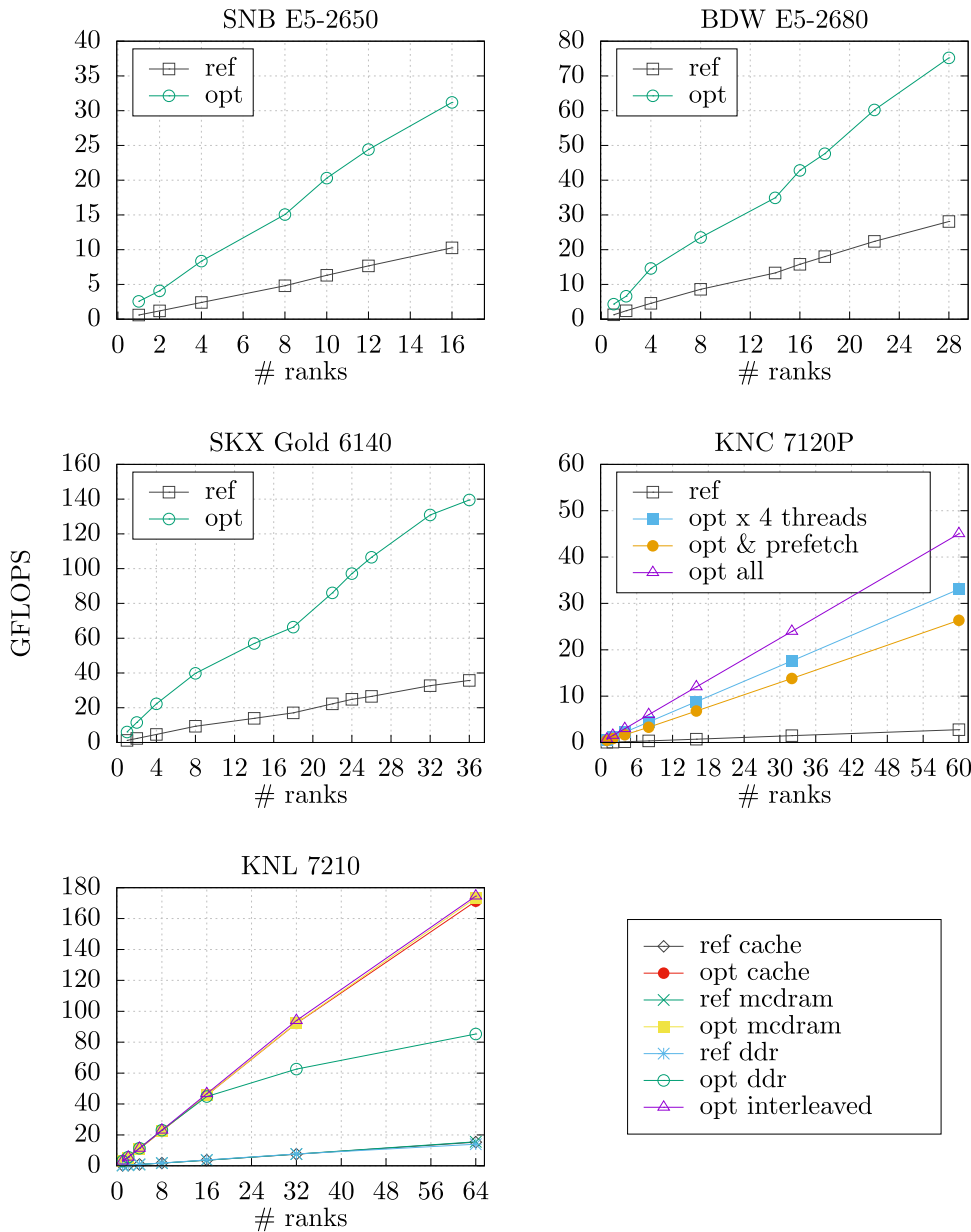 SNB E5-2650
40
35
30
25
20
15
10
5
0
ref
opt
0 2 4 8 10 12 16
# ranks
BDW E5-2680
80
70
60
50
40
30
20
10
0
ref
opt
0 4 8 14 16 20 24 28
# ranks
GFLOPS
SKX Gold 6140
160
140
120
100
80
60
40
20
0
ref
opt
0 4 8 12 16 20 24 28 32 36
# ranks
KNC 7120P
60
50
40
30
20
10
0
ref
opt x 4 threads
opt & prefetch
opt all
0 6 12 18 24 30 36 42 48 54 60
# ranks
KNL 7210
180
160
140
120
100
80
60
40
20
0
0 8 16 24 32 40 48 56 64
# ranks
ref cache
opt cache
ref mcdram
opt mcdram
ref ddr
opt ddr
opt interleaved